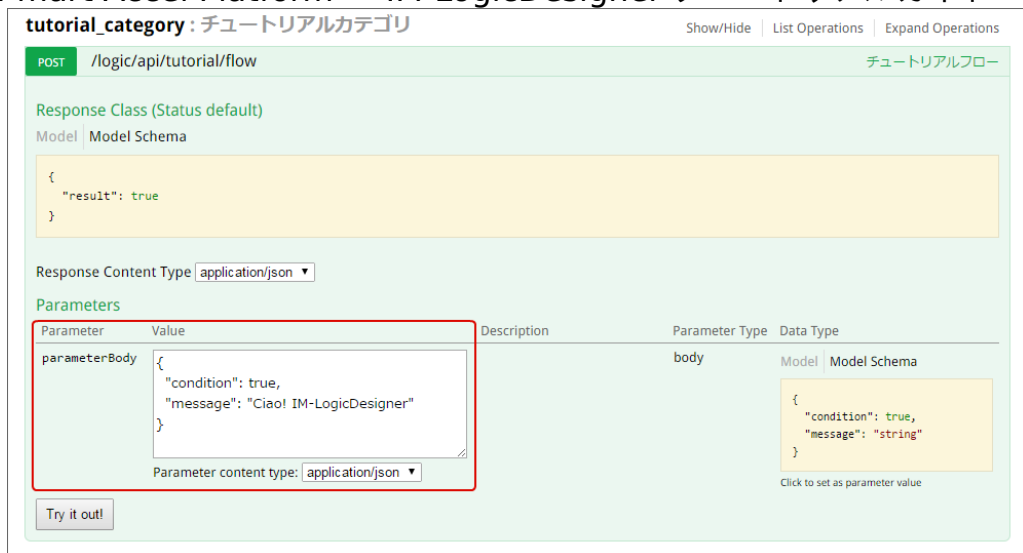 tutorial_category : チュートリアルカテゴリ
Show/Hide List Operations Expand Operations
POST /logic/api/tutorial/flow チュートリアルフロー
Response Class (Status default)
Model Model Schema
{
"result": true
}
Response Content Type application/json
Parameters
Parameter Value Description Parameter Type Data Type
parameterBody
{
"condition": true,
"message": "Ciao! IM-LogicDesigner"
}
Parameter content type: application/json
body
Model Model Schema
{
"condition": true,
"message": "string"
}
Click to set as parameter value
Try it out!